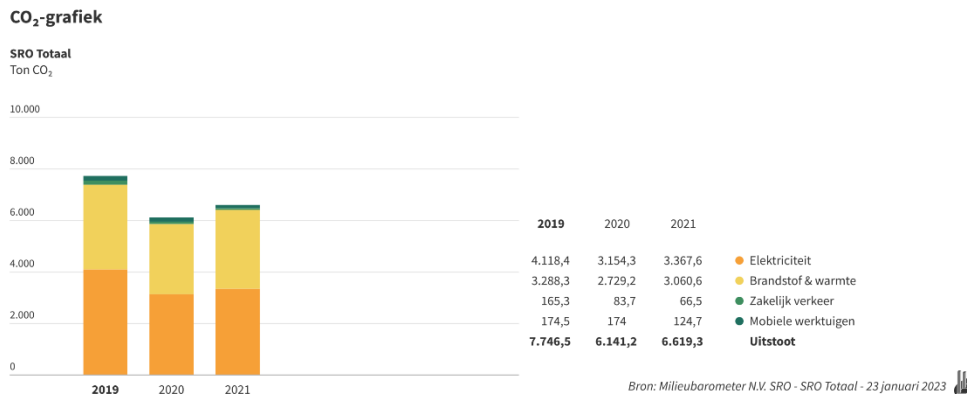 CO₂-grafiek
SRO Totaal
Ton CO₂
10.000
8.000
6.000
4.000
2.000
0
2019 2020 2021
2019 2020 2021
4.118,4 3.154,3 3.367,6 Elektriciteit
3.288,3 2.729,2 3.060,6 Brandstof & warmte
165,3 83,7 66,5 Zakelijk verkeer
174,5 174 124,7 Mobiele werktuigen
7.746,5 6.141,2 6.619,3 Uitstoot
Bron: Milieubarometer N.V. SRO - SRO Totaal - 23 januari 2023